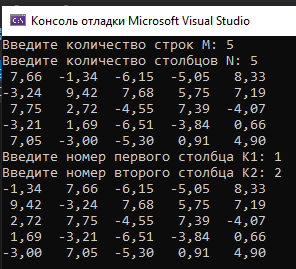 Консоль отладки Microsoft Visual Studio
Введите количество строк M: 5
Введите количество столбцов N: 5
7,66 -1,34 -6,15 -5,05 8,33
-3,24 9,42 7,68 5,75 7,19
7,75 2,72 -4,55 7,39 -4,07
-3,21 1,69 -6,51 -3,84 0,66
7,05 -3,00 -5,30 0,91 4,90
Введите номер первого столбца K1: 1
Введите номер второго столбца K2: 2
-1,34 7,66 -6,15 -5,05 8,33
9,42 -3,24 7,68 5,75 7,19
2,72 7,75 -4,55 7,39 -4,07
1,69 -3,21 -6,51 -3,84 0,66
-3,00 7,05 -5,30 0,91 4,90